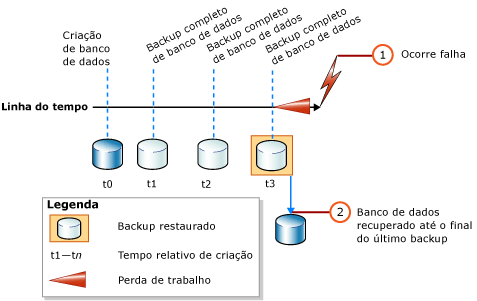 Criação
de banco
de dados
Backup completo
de banco de dados
Backup completo
de banco de dados
Backup completo
de banco de dados
1
Ocorre falha
Linha do tempo
t0
t1
t2
t3
2
Banco de dados
recuperado até o final
do último backup
Legenda
Backup restaurado
t1—tn
Tempo relativo de criação
Perda de trabalho